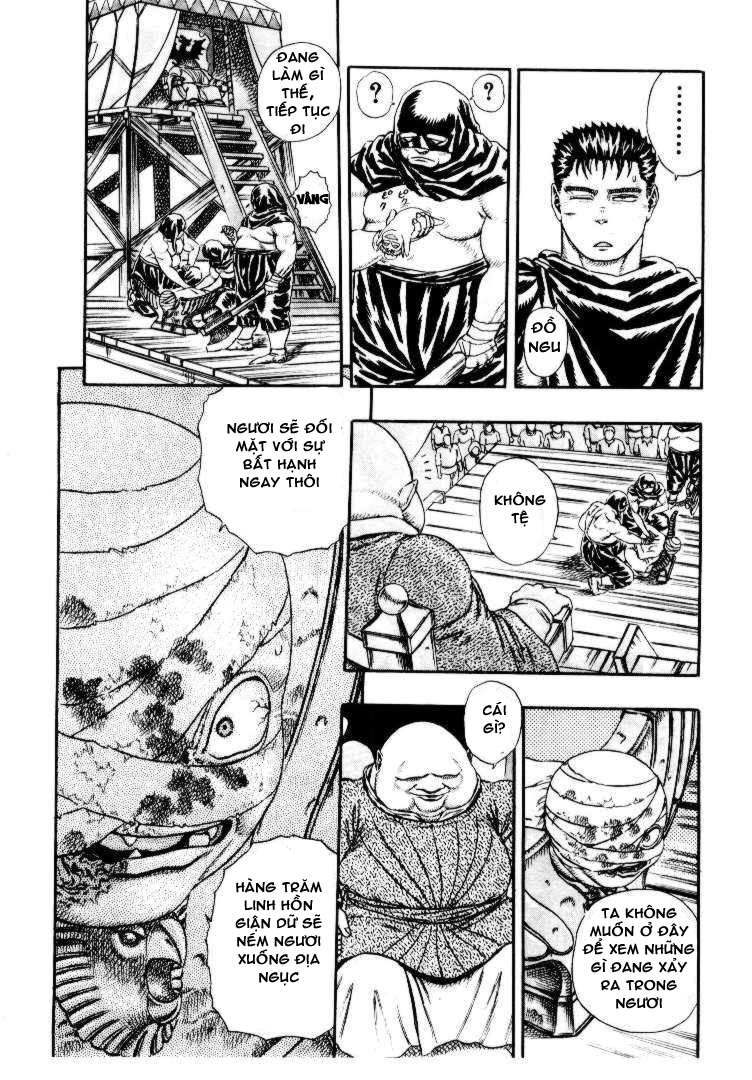 ........
ĐỒ
NGU
?
?
ĐANG
LÀM GÌ
THẾ,
TIẾP TỤC
ĐI
VÂNG
KHÔNG
TỆ
TA KHÔNG
MUỐN Ở ĐÂY
ĐỂ XEM NHỮNG
GÌ ĐANG XẢY
RA TRONG
NGƯƠI
CÁI
GÌ?
NGƯƠI SẼ ĐỐI
MẶT VỚI SỰ
BẤT HẠNH
NGAY THÔI
HÀNG TRĂM
LINH HỒN
GIẬN DỮ SẼ
NÉM NGƯƠI
XUỐNG ĐỊA
NGỤC